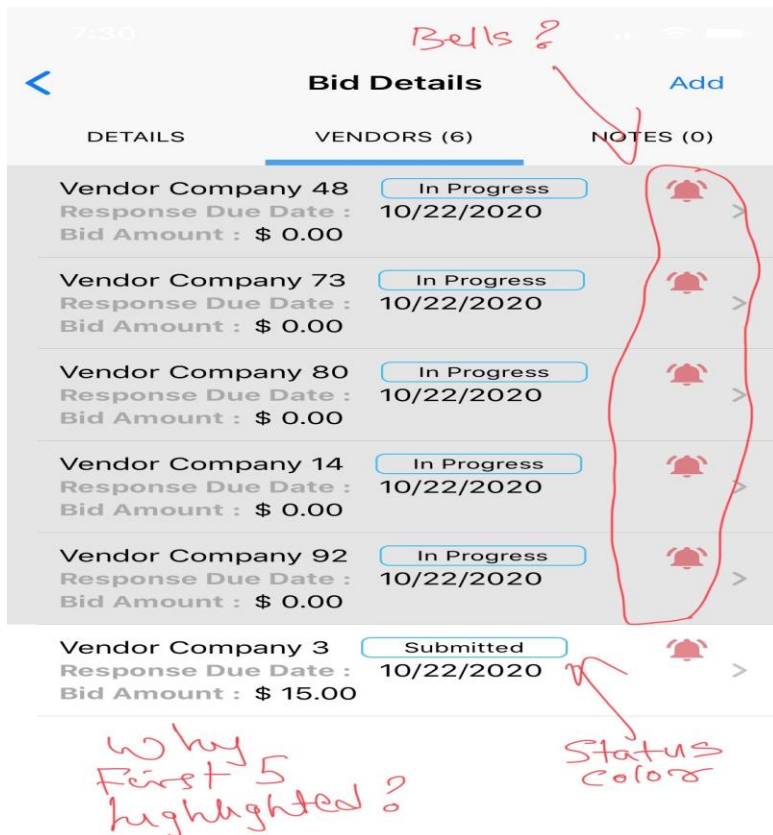 7:30
Bells ?
< Bid Details Add
DETAILS VENDORS (6) NOTES (0)
Vendor Company 48 In Progress
Response Due Date : 10/22/2020 >
Bid Amount : $ 0.00
Vendor Company 73 In Progress
Response Due Date : 10/22/2020 >
Bid Amount : $ 0.00
Vendor Company 80 In Progress
Response Due Date : 10/22/2020 >
Bid Amount : $ 0.00
Vendor Company 14 In Progress
Response Due Date : 10/22/2020 >
Bid Amount : $ 0.00
Vendor Company 92 In Progress
Response Due Date : 10/22/2020 >
Bid Amount : $ 0.00
Vendor Company 3 Submitted
Response Due Date : 10/22/2020 >
Bid Amount : $ 15.00
Why
First 5
highlighted ?
Status
color